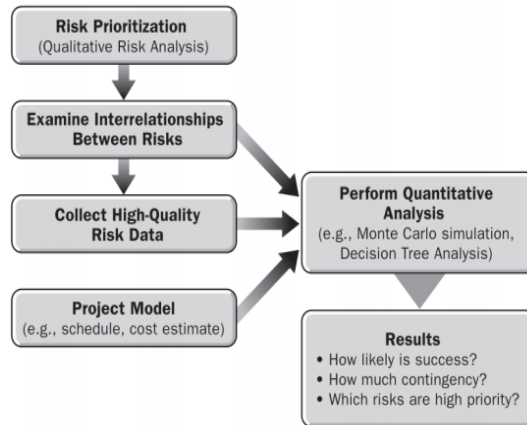 Risk Prioritization
(Qualitative Risk Analysis)
Examine Interrelationships
Between Risks
Collect High-Quality
Risk Data
Project Model
(e.g., schedule, cost estimate)
Perform Quantitative
Analysis
(e.g., Monte Carlo simulation,
Decision Tree Analysis)
Results
• How likely is success?
• How much contingency?
• Which risks are high priority?